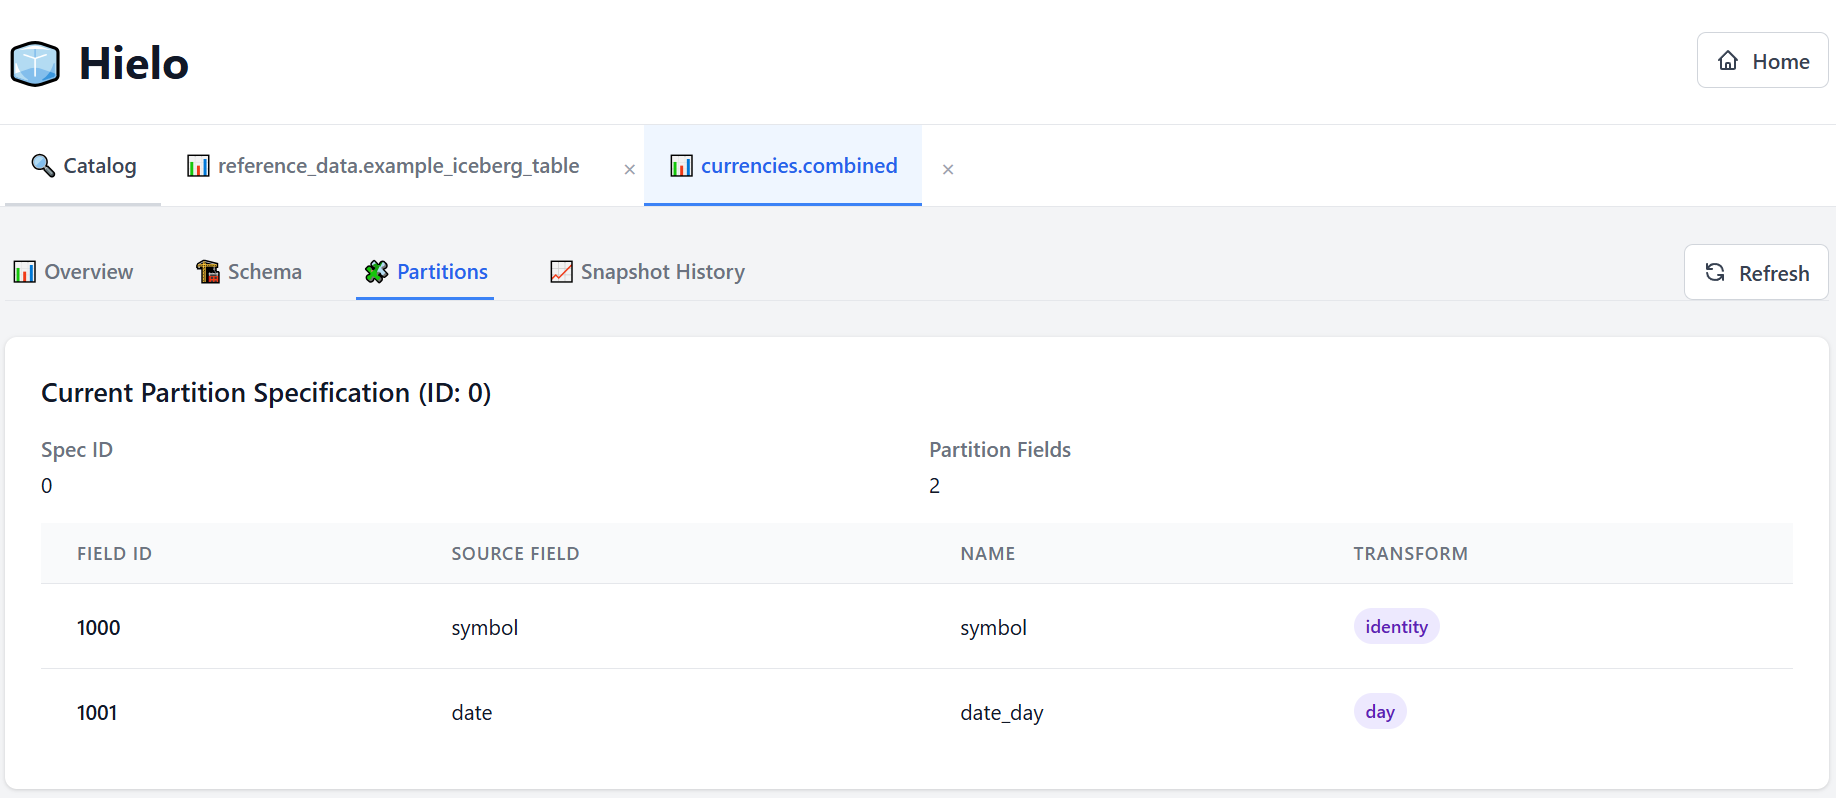 Hielo
Home
Catalog
reference_data.example_iceberg_table ×
currencies.combined ×
Overview
Schema
Partitions
Snapshot History
Refresh
Current Partition Specification (ID: 0)
Spec ID
0
Partition Fields
2
FIELD ID SOURCE FIELD NAME TRANSFORM
1000 symbol symbol identity
1001 date date_day day